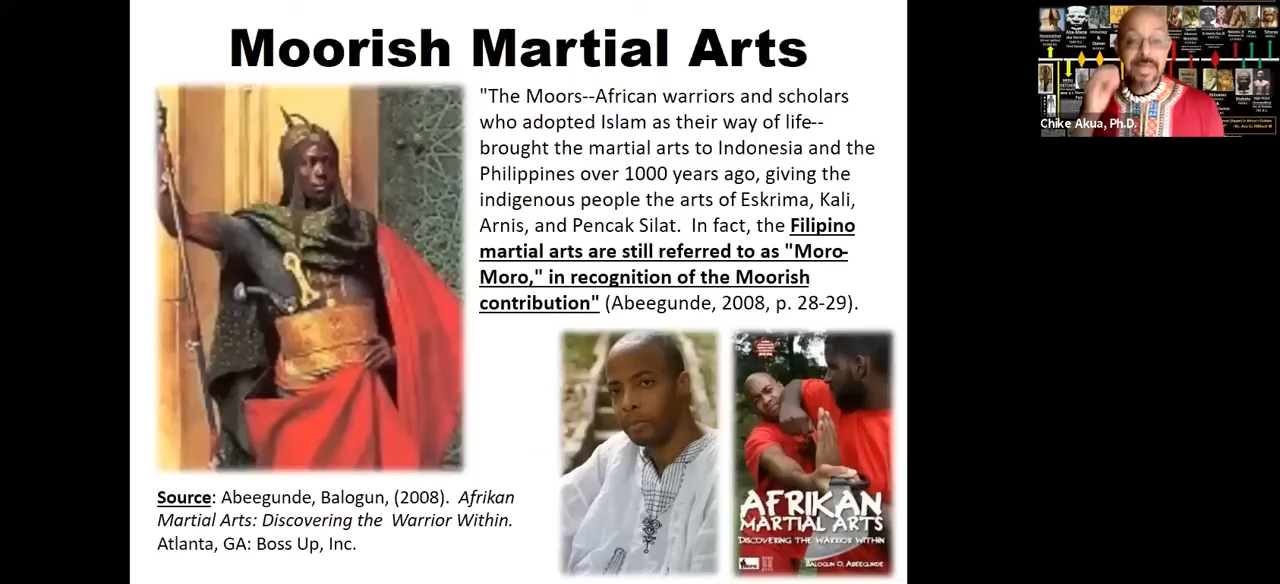 Moorish Martial Arts
"The Moors--African warriors and scholars
who adopted Islam as their way of life--
brought the martial arts to Indonesia and the
Philippines over 1000 years ago, giving the
indigenous people the arts of Eskrima, Kali,
Arnis, and Pencak Silat. In fact, the Filipino
martial arts are still referred to as "Moro-
Moro," in recognition of the Moorish
contribution" (Abeegunde, 2008, p. 28-29).
Source: Abeegunde, Balogun, (2008). Afrikan
Martial Arts: Discovering the Warrior Within.
Atlanta, GA: Boss Up, Inc.
AFRIKAN
MARTIAL ARTS
DISCOVERING THE WARRIOR WITHIN
BALOGUN O. ABEEGUNDE
Chike Akua, Ph.D.